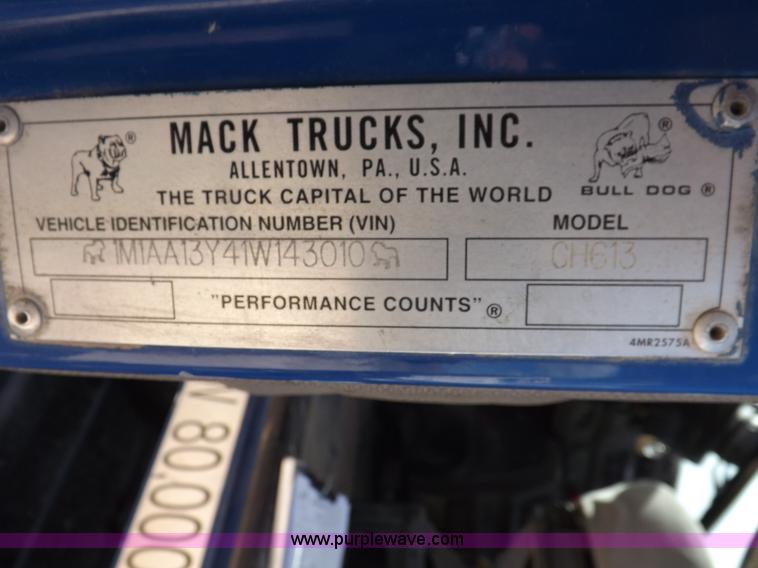 MACK TRUCKS, INC.
ALLENTOWN, PA., U.S.A.
THE TRUCK CAPITAL OF THE WORLD
BULL DOG ®
VEHICLE IDENTIFICATION NUMBER (VIN)
MODEL
1M1AA13Y41W143010
CH613
"PERFORMANCE COUNTS"®
4MR2575A
80,00
www.purplewave.com